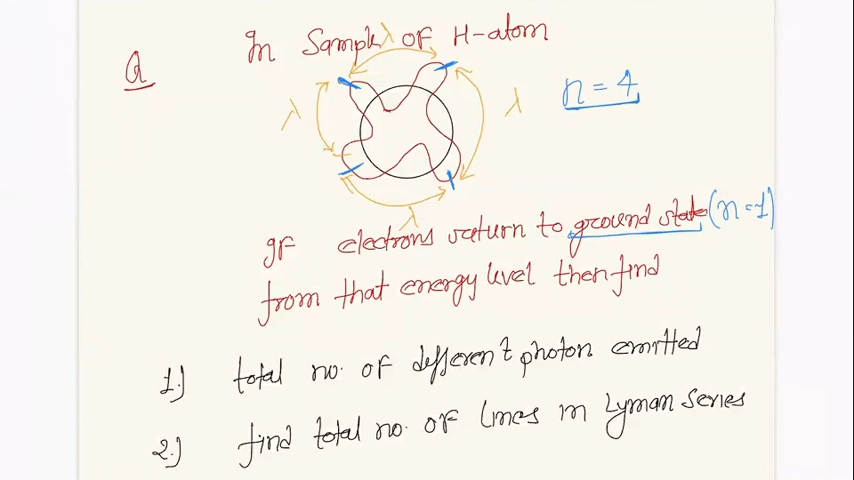 Q In Sample of H-atom
λ
λ
λ
n = 4
λ
If electrons return to ground state (n=1)
from that energy level then find
1.) total no. of different photon emitted
2.) find total no. of lines in Lyman series